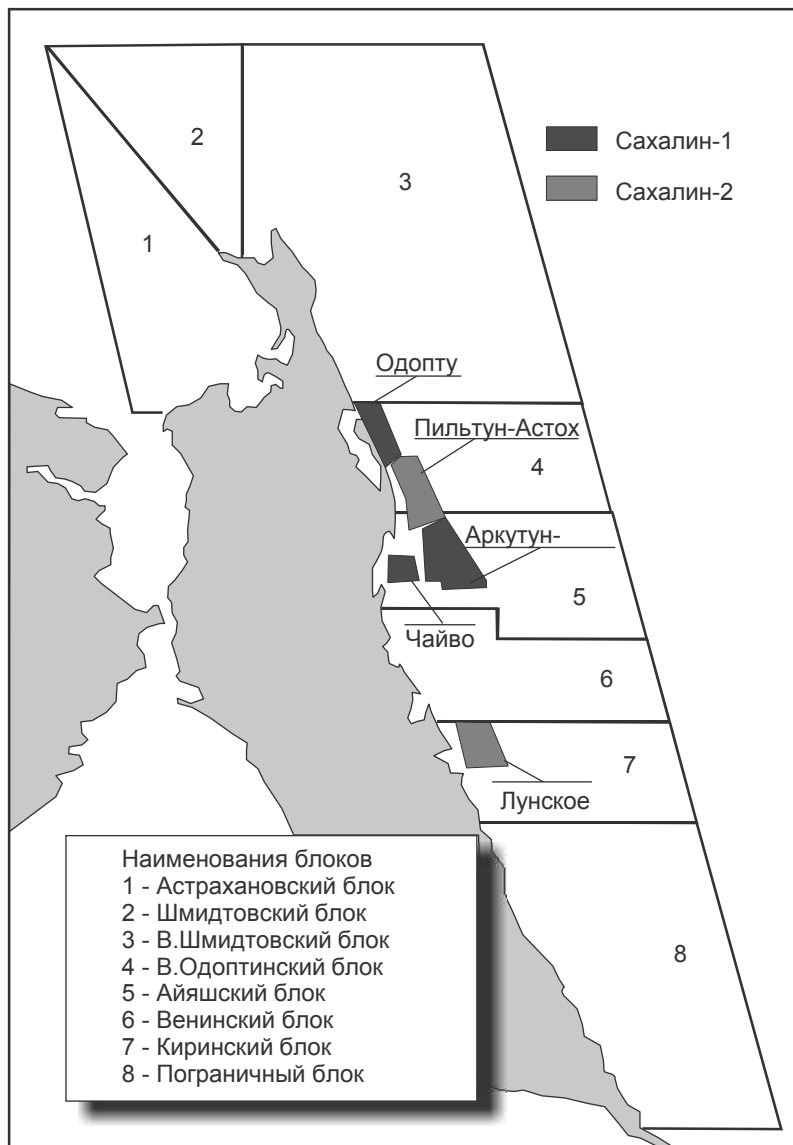 2
3
1
Сахалин-1
Сахалин-2
Одопту
Пильтун-Астох
4
Аркутун-
5
Чайво
6
7
Лунское
8
Наименования блоков
1 - Астрахановский блок
2 - Шмидтовский блок
3 - В.Шмидтовский блок
4 - В.Одоптинский блок
5 - Айяшский блок
6 - Венинский блок
7 - Киринский блок
8 - Пограничный блок